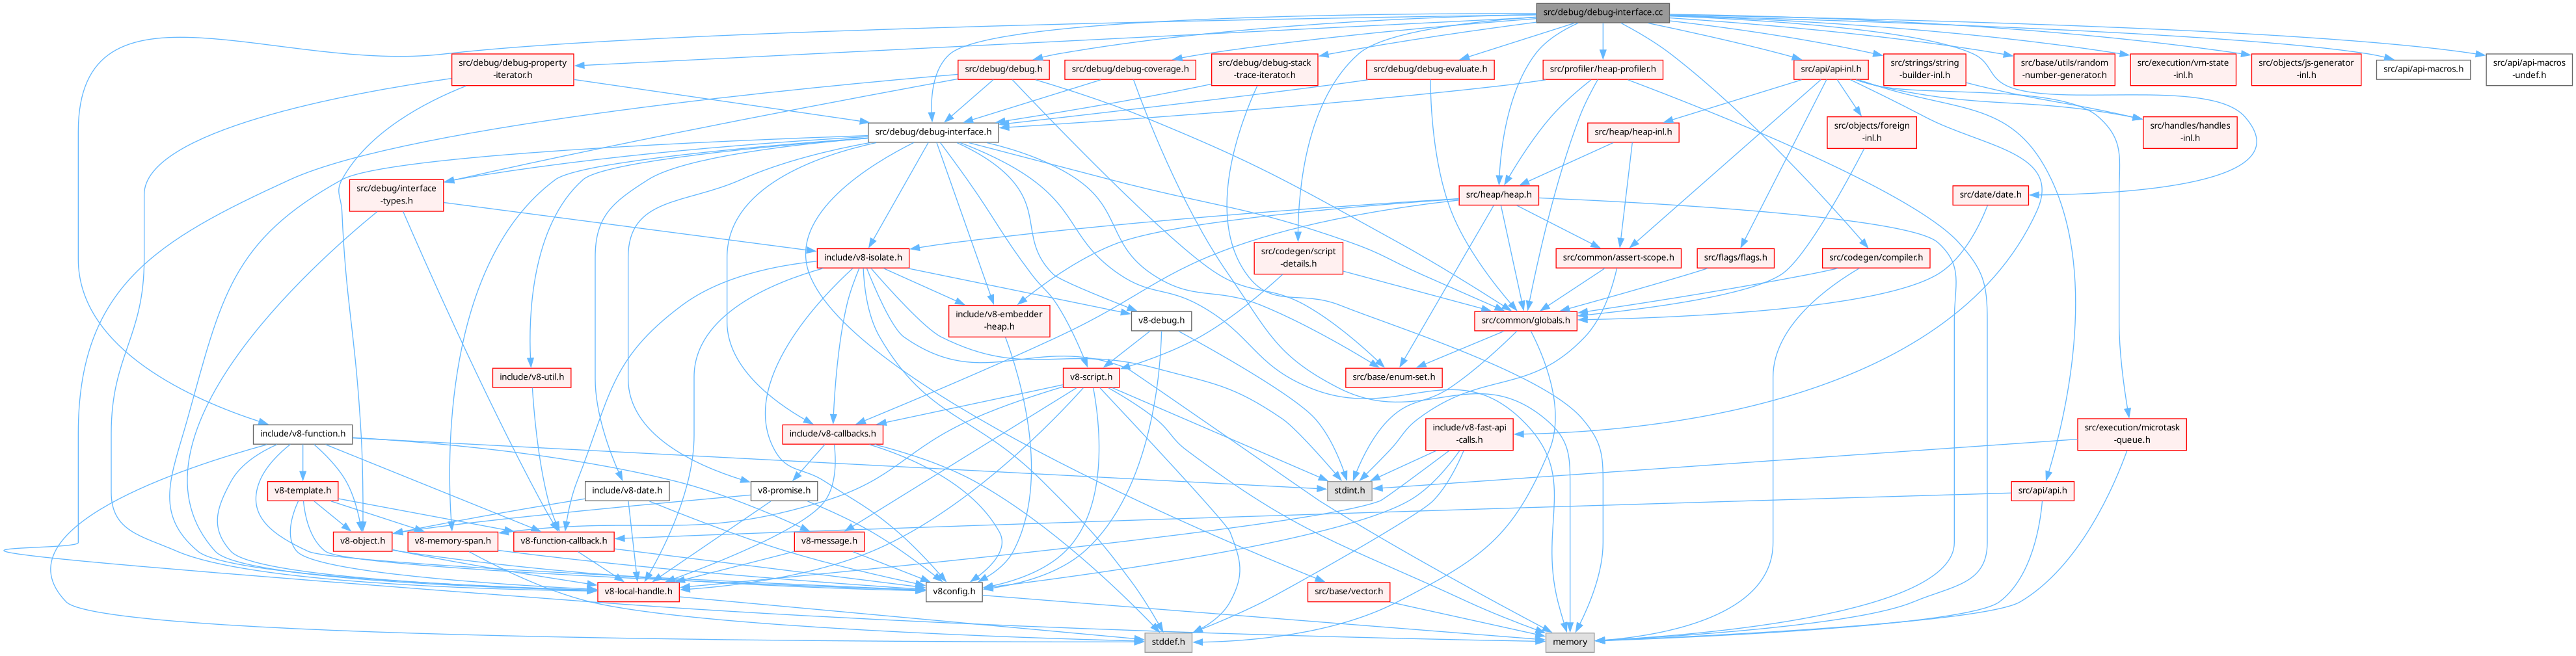 src/debug/debug-interface.cc
src/debug/debug-property
-iterator.h
src/debug/debug.h
src/debug/debug-coverage.h
src/debug/debug-stack
-trace-iterator.h
src/debug/debug-evaluate.h
src/profiler/heap-profiler.h
src/api/api-inl.h
src/strings/string
-builder-inl.h
src/base/utils/random
-number-generator.h
src/execution/vm-state
-inl.h
src/objects/js-generator
-inl.h
src/api/api-macros.h
src/api/api-macros
-undef.h
src/debug/debug-interface.h
src/heap/heap-inl.h
src/objects/foreign
-inl.h
src/handles/handles
-inl.h
src/debug/interface
-types.h
src/heap/heap.h
src/date/date.h
include/v8-isolate.h
src/codegen/script
-details.h
src/common/assert-scope.h
src/flags/flags.h
src/codegen/compiler.h
include/v8-embedder
-heap.h
v8-debug.h
src/common/globals.h
include/v8-util.h
v8-script.h
src/base/enum-set.h
include/v8-function.h
include/v8-callbacks.h
include/v8-fast-api
-calls.h
src/execution/microtask
-queue.h
v8-template.h
include/v8-date.h
v8-promise.h
stdint.h
src/api/api.h
v8-object.h
v8-memory-span.h
v8-function-callback.h
v8-message.h
v8-local-handle.h
v8config.h
src/base/vector.h
stddef.h
memory